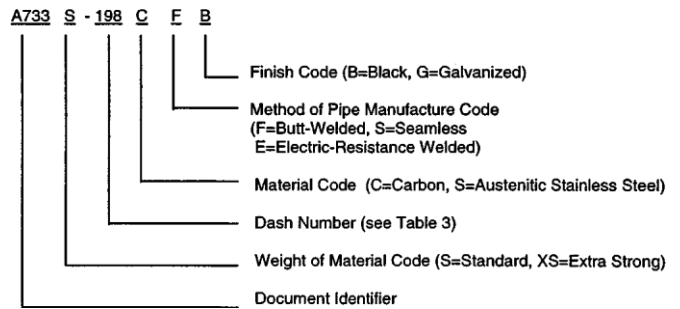 A733 S - 198 C F B
Finish Code (B=Black, G=Galvanized)
Method of Pipe Manufacture Code
(F=Butt-Welded, S=Seamless
E=Electric-Resistance Welded)
Material Code (C=Carbon, S=Austenitic Stainless Steel)
Dash Number (see Table 3)
Weight of Material Code (S=Standard, XS=Extra Strong)
Document Identifier